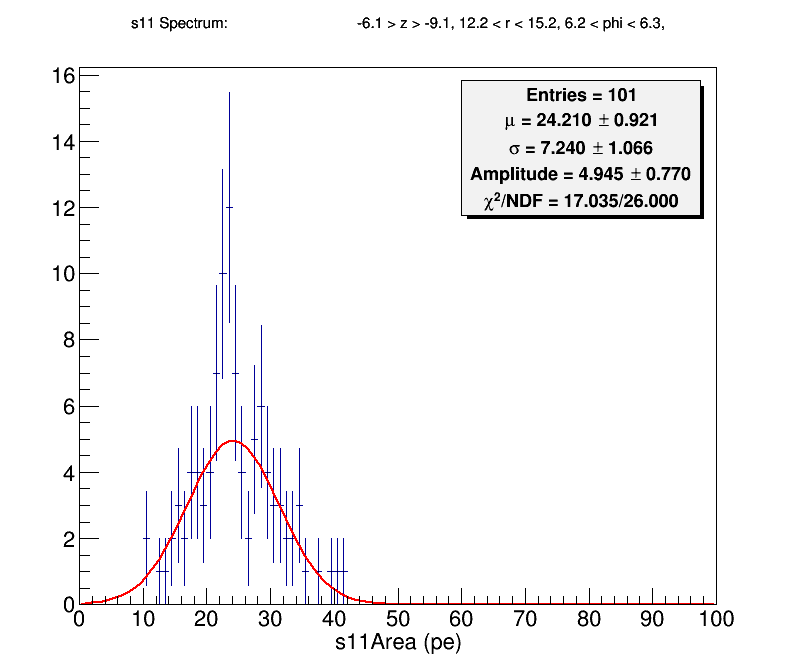 s11 Spectrum: -6.1 > z > -9.1, 12.2 < r < 15.2, 6.2 < phi < 6.3,
Entries = 101
μ = 24.210 ± 0.921
σ = 7.240 ± 1.066
Amplitude = 4.945 ± 0.770
χ²/NDF = 17.035/26.000
16
14
12
10
8
6
4
2
0
0 10 20 30 40 50 60 70 80 90 100
s11Area (pe)